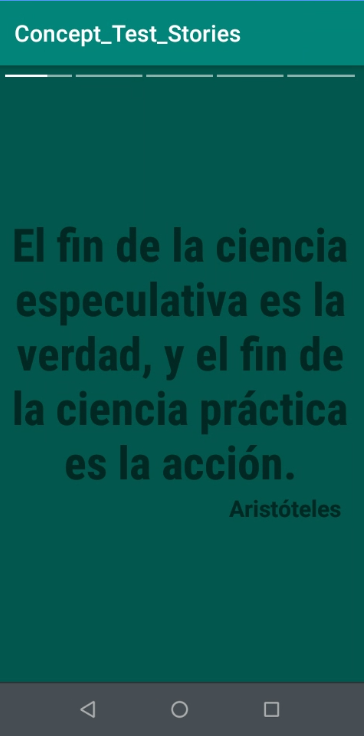 Concept_Test_Stories
El fin de la ciencia
especulativa es la
verdad, y el fin de
la ciencia práctica
es la acción.
Aristóteles